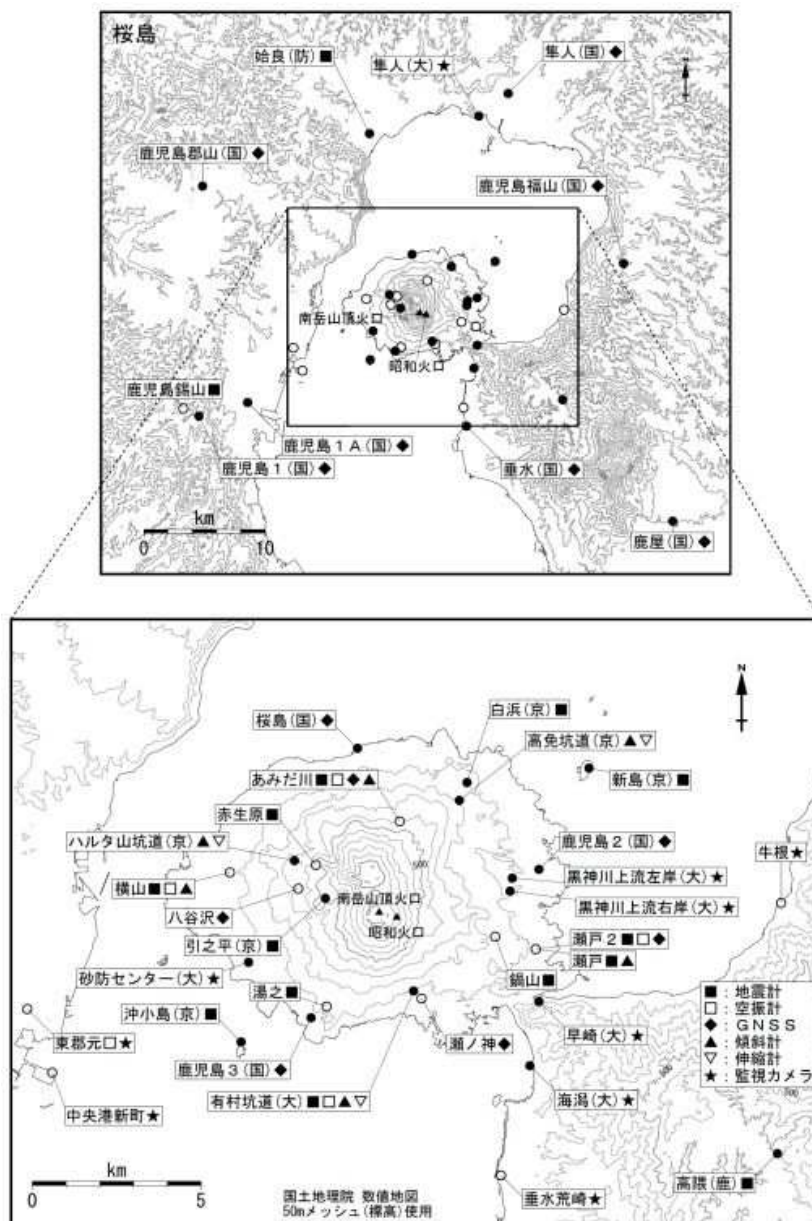 桜島
姶良(防)■
隼人(大)★
隼人(国)◆
鹿児島郡山(国)◆
鹿児島福山(国)◆
南岳山頂火口
昭和火口
鹿児島錫山■
鹿児島1A(国)◆
鹿児島1(国)◆
垂水(国)◆
鹿屋(国)◆
km
0 10
N
白浜(京)■
桜島(国)◆
高免坑道(京)▲▽
あみだ川■□◆▲
新島(京)■
赤生原■
鹿児島2(国)◆
ハルタ山坑道(京)▲▽
牛根★
500
黒神川上流左岸(大)★
横山■□▲
南岳山頂火口
黒神川上流右岸(大)★
八谷沢◆
昭和火口
引之平(京)■
瀬戸2■□◆
瀬戸■▲
砂防センター(大)★
鍋山■
湯之■
沖小島(京)■
東郡元□★
早崎(大)★
瀬ノ神◆
鹿児島3(国)◆
海潟(大)★
中央港新町★
有村坑道(大)■□▲▽
■:地震計
□:空振計
◆:GNSS
▲:傾斜計
▽:伸縮計
★:監視カメラ
km
0 5
国土地理院 数値地図
50mメッシュ(標高)使用
垂水荒崎★
高隈(鹿)■